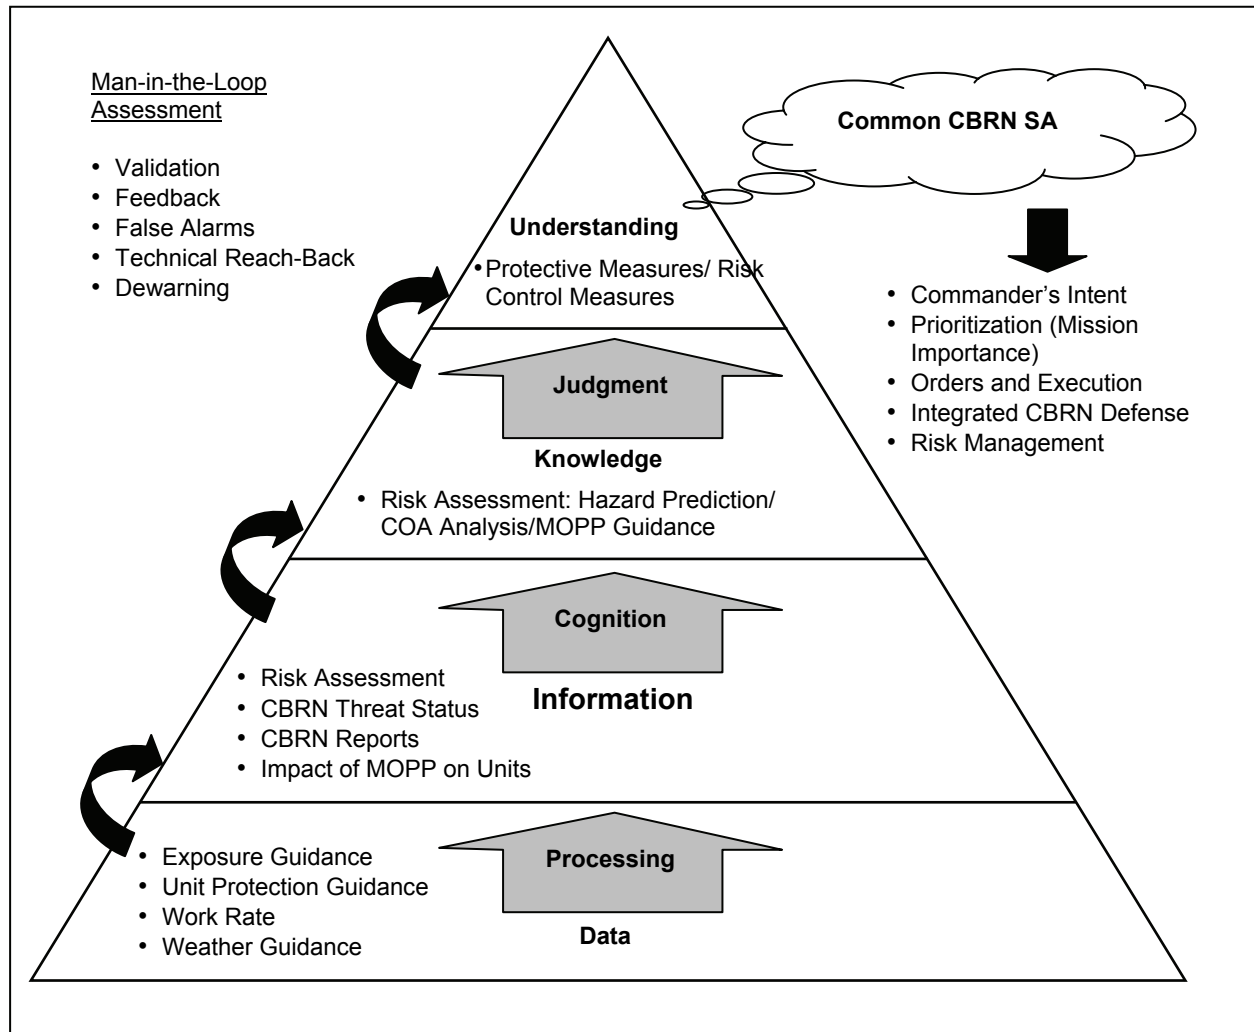 Man-in-the-Loop
Assessment
• Validation
• Feedback
• False Alarms
• Technical Reach-Back
• Dewarning
Common CBRN SA
• Commander’s Intent
• Prioritization (Mission
Importance)
• Orders and Execution
• Integrated CBRN Defense
• Risk Management
Understanding
• Protective Measures/ Risk
Control Measures
Judgment
Knowledge
• Risk Assessment: Hazard Prediction/
COA Analysis/MOPP Guidance
Cognition
Information
• Risk Assessment
• CBRN Threat Status
• CBRN Reports
• Impact of MOPP on Units
Processing
Data
• Exposure Guidance
• Unit Protection Guidance
• Work Rate
• Weather Guidance